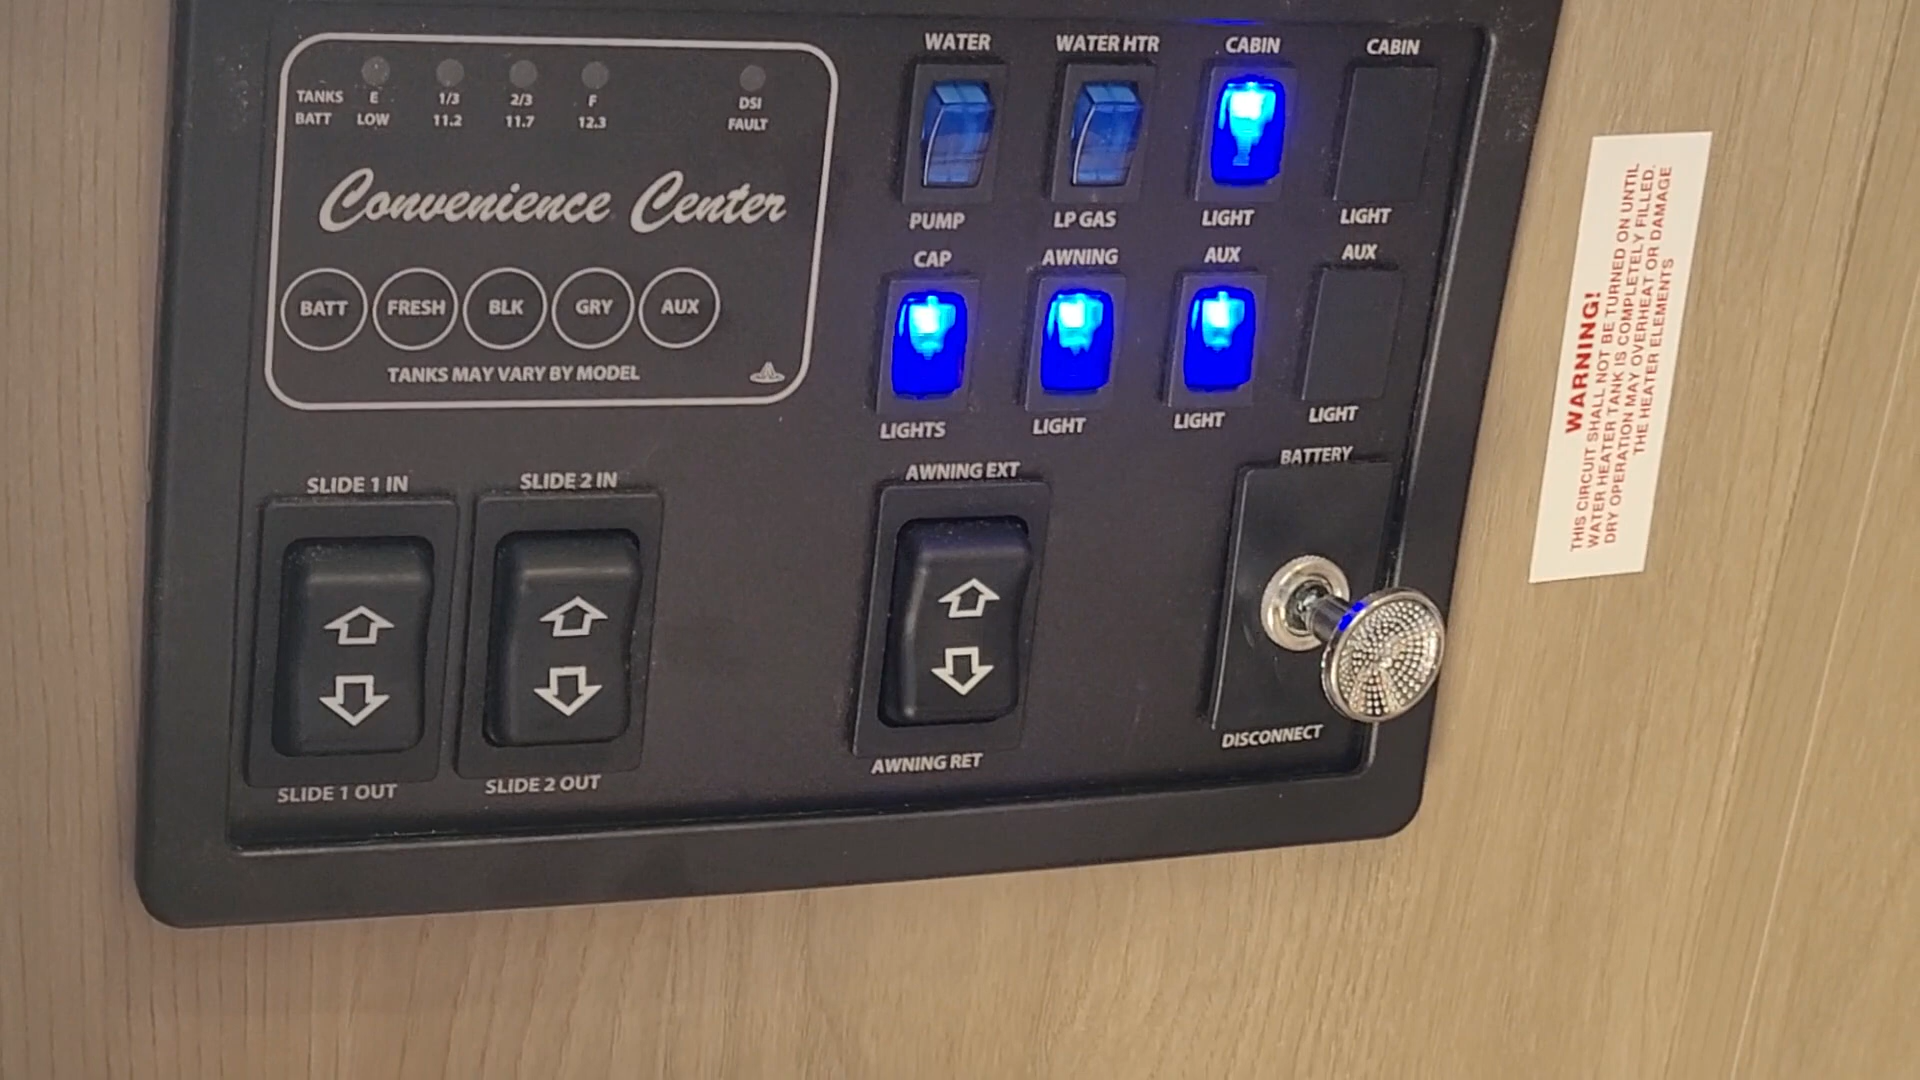 TANKS E 1/3 2/3 F DSI
BATT LOW 11.2 11.7 12.3 FAULT
Convenience Center
BATT FRESH BLK GRY AUX
TANKS MAY VARY BY MODEL
WATER WATER HTR CABIN CABIN
PUMP LP GAS LIGHT LIGHT
CAP AWNING AUX AUX
LIGHTS LIGHT LIGHT LIGHT
SLIDE 1 IN SLIDE 2 IN AWNING EXT BATTERY
SLIDE 1 OUT SLIDE 2 OUT AWNING RET DISCONNECT
WARNING!
THIS CIRCUIT SHALL NOT BE TURNED ON UNTIL
WATER HEATER TANK IS COMPLETELY FILLED.
DRY OPERATION MAY OVERHEAT OR DAMAGE
THE HEATER ELEMENTS